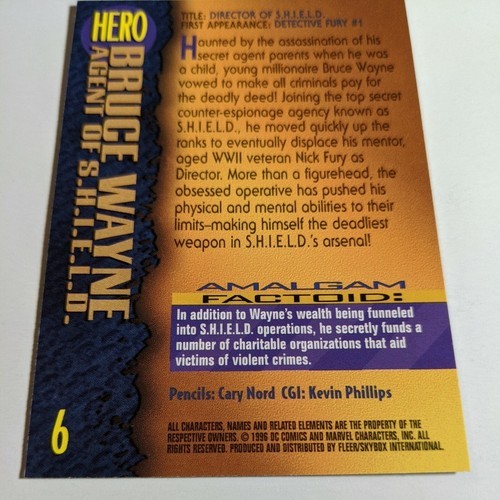 HERO
BRUCE WAYNE
AGENT OF S.H.I.E.L.D.
6
TITLE: DIRECTOR OF S.H.I.E.L.D.
FIRST APPEARANCE: DETECTIVE FURY #1
Haunted by the assassination of his
secret agent parents when he was
a child, young millionaire Bruce Wayne
vowed to make all criminals pay for
the deadly deed! Joining the top secret
counter-espionage agency known as
S.H.I.E.L.D., he moved quickly up the
ranks to eventually displace his mentor,
aged WWII veteran Nick Fury as
Director. More than a figurehead, the
obsessed operative has pushed his
physical and mental abilities to their
limits–making himself the deadliest
weapon in S.H.I.E.L.D.'s arsenal!
AMALGAM
FACTOID:
In addition to Wayne's wealth being funneled
into S.H.I.E.L.D. operations, he secretly funds a
number of charitable organizations that aid
victims of violent crimes.
Pencils: Cary Nord CGI: Kevin Phillips
ALL CHARACTERS, NAMES AND RELATED ELEMENTS ARE THE PROPERTY OF THE
RESPECTIVE OWNERS. © 1996 DC COMICS AND MARVEL CHARACTERS, INC. ALL
RIGHTS RESERVED. PRODUCED AND DISTRIBUTED BY FLEER/SKYBOX INTERNATIONAL.